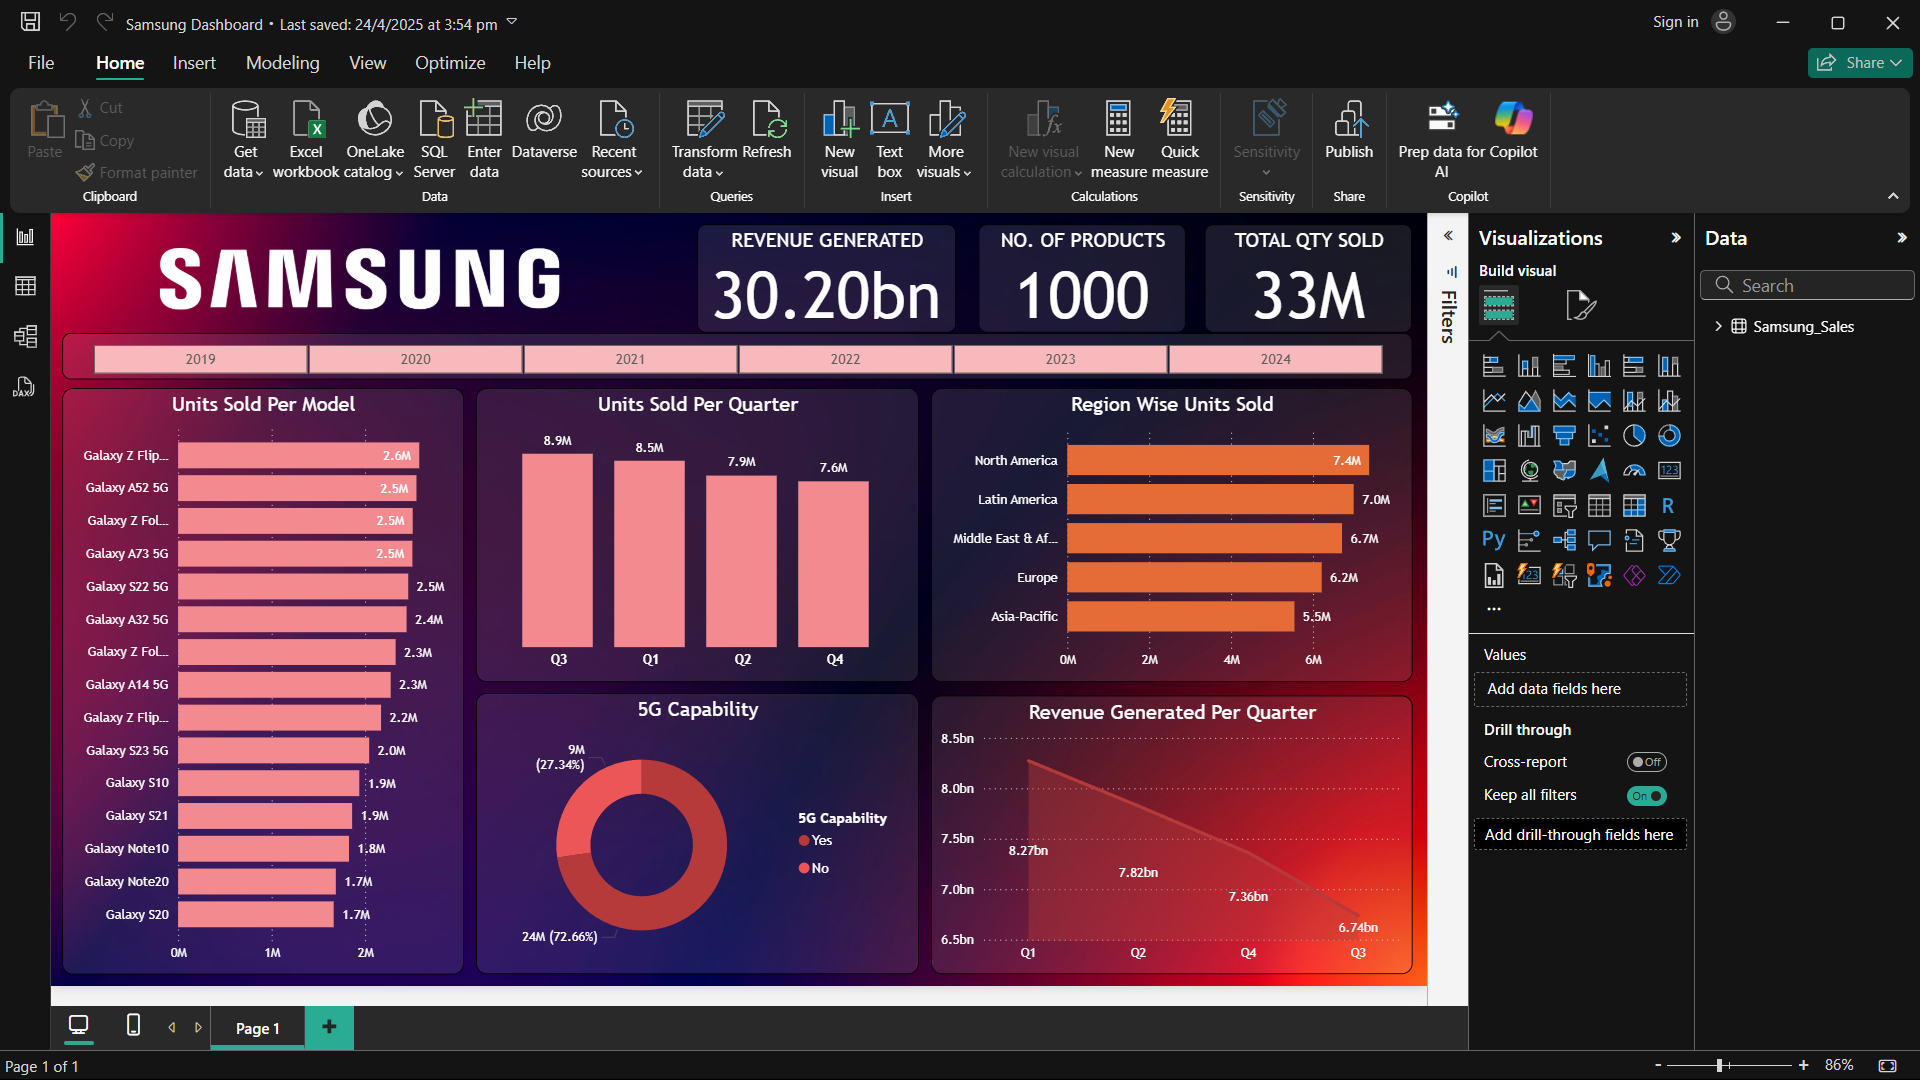 Samsung Dashboard • Last saved: 24/4/2025 at 3:54 pm
Sign in
File Home Insert Modeling View Optimize Help
Share
Paste
Cut
Copy
Format painter
Clipboard
Get data
Excel workbook
OneLake catalog
SQL Server
Enter data
Dataverse
Recent sources
Data
Transform data
Refresh
Queries
New visual
Text box
More visuals
Insert
New visual calculation
New measure
Quick measure
Calculations
Sensitivity
Sensitivity
Publish
Share
Prep data for AI
Copilot
Copilot
DAX
SAMSUNG
REVENUE GENERATED
30.20bn
NO. OF PRODUCTS
1000
TOTAL QTY SOLD
33M
2019 2020 2021 2022 2023 2024
Units Sold Per Model
Galaxy Z Flip... 2.6M
Galaxy A52 5G 2.5M
Galaxy Z Fol... 2.5M
Galaxy A73 5G 2.5M
Galaxy S22 5G 2.5M
Galaxy A32 5G 2.4M
Galaxy Z Fol... 2.3M
Galaxy A14 5G 2.3M
Galaxy Z Flip... 2.2M
Galaxy S23 5G 2.0M
Galaxy S10 1.9M
Galaxy S21 1.9M
Galaxy Note10 1.8M
Galaxy Note20 1.7M
Galaxy S20 1.7M
0M 1M 2M
Units Sold Per Quarter
8.9M 8.5M 7.9M 7.6M
Q3 Q1 Q2 Q4
Region Wise Units Sold
North America 7.4M
Latin America 7.0M
Middle East & Af... 6.7M
Europe 6.2M
Asia-Pacific 5.5M
0M 2M 4M 6M
5G Capability
9M
(27.34%)
24M (72.66%)
5G Capability
Yes
No
Revenue Generated Per Quarter
8.5bn
8.0bn
7.5bn
7.0bn
6.5bn
8.27bn
7.82bn
7.36bn
6.74bn
Q1 Q2 Q4 Q3
Filters
Visualizations
Build visual
123
R
Py
123
...
Values
Add data fields here
Drill through
Cross-report Off
Keep all filters On
Add drill-through fields here
Data
Search
Samsung_Sales
Page 1
Page 1 of 1
- + 86%